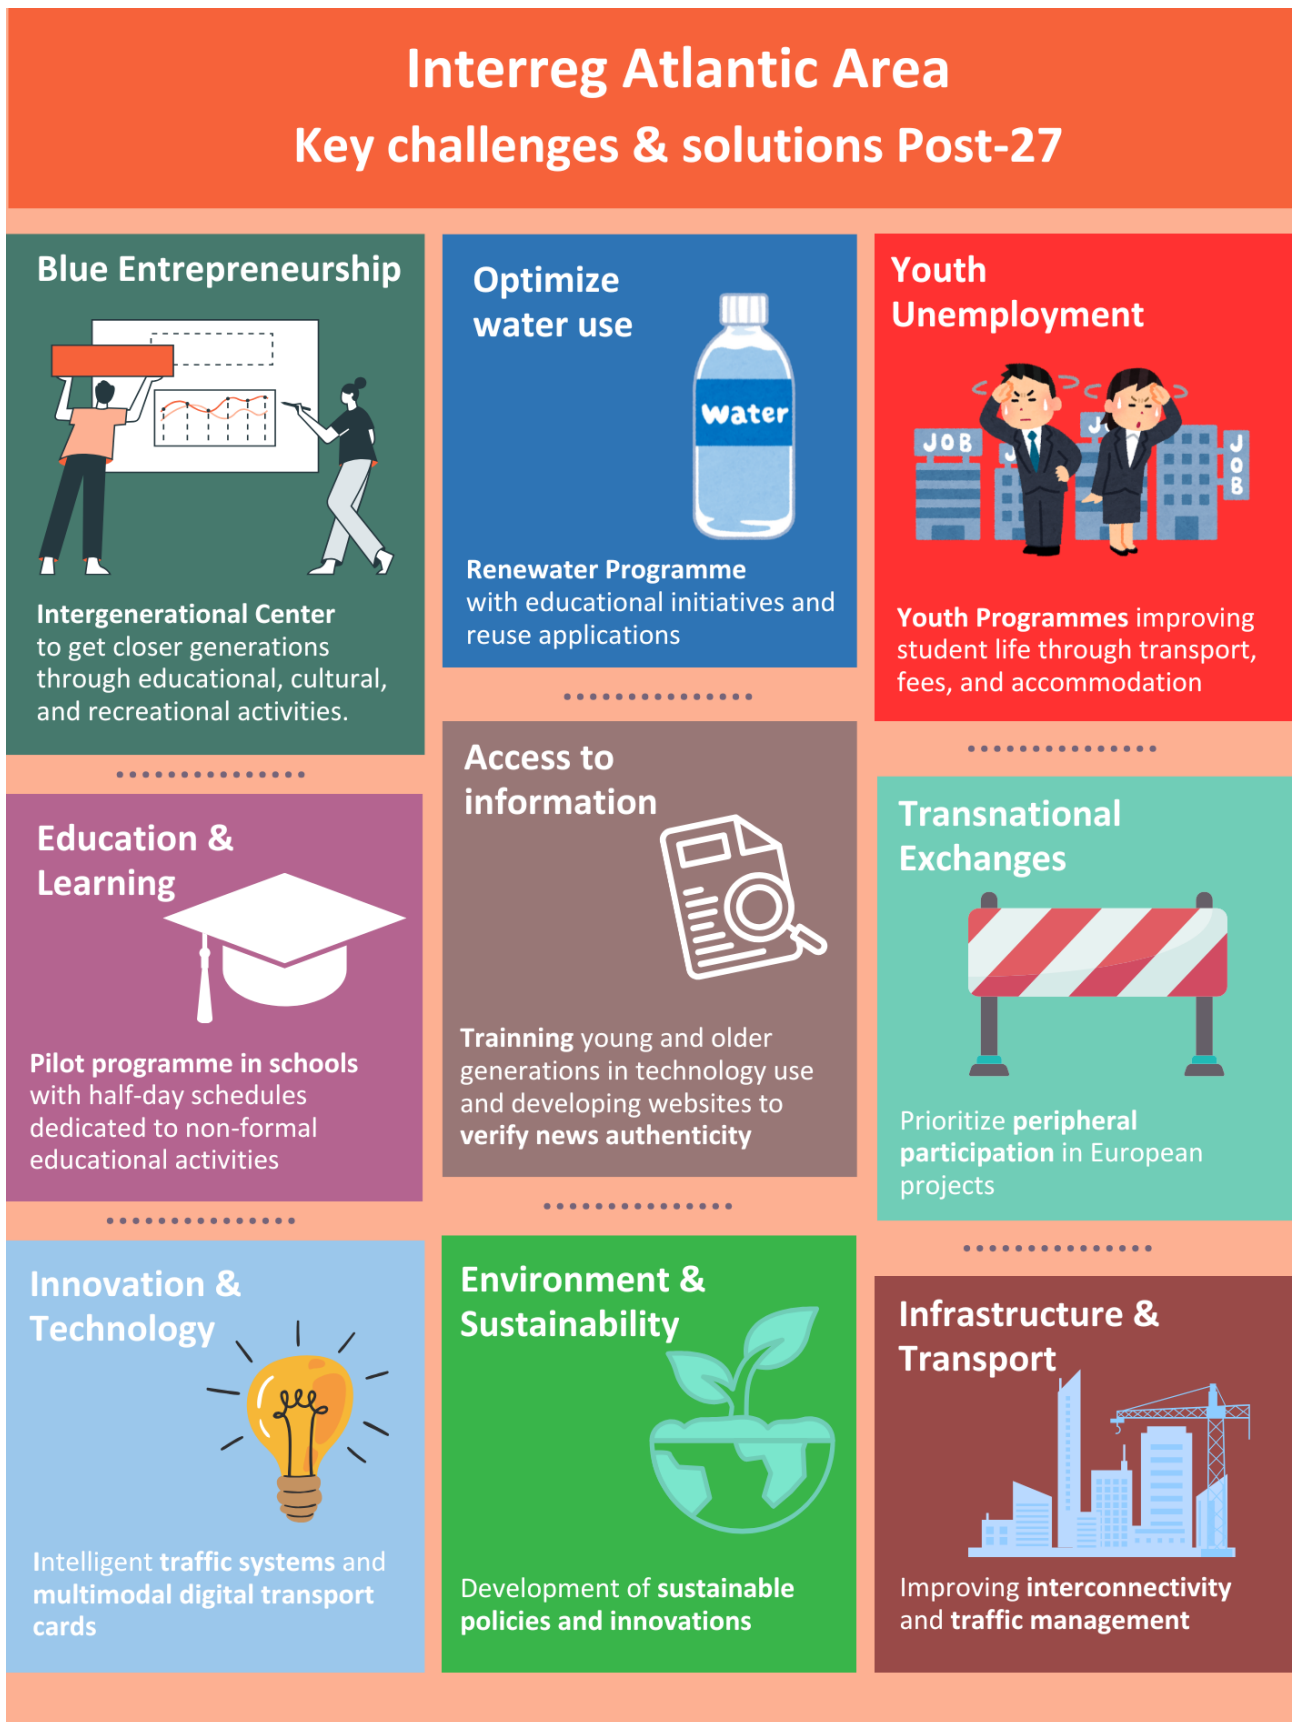 Interreg Atlantic Area
Key challenges & solutions Post-27
Blue Entrepreneurship
Intergenerational Center
to get closer generations
through educational, cultural,
and recreational activities.
Optimize
water use
Water
Renewater Programme
with educational initiatives and
reuse applications
Youth
Unemployment
JOB
J
J
JOB
Youth Programmes improving
student life through transport,
fees, and accommodation
Education &
Learning
Pilot programme in schools
with half-day schedules
dedicated to non-formal
educational activities
Access to
information
Trainning young and older
generations in technology use
and developing websites to
verify news authenticity
Transnational
Exchanges
Prioritize peripheral
participation in European
projects
Innovation &
Technology
Intelligent traffic systems and
multimodal digital transport
cards
Environment &
Sustainability
Development of sustainable
policies and innovations
Infrastructure &
Transport
Improving interconnectivity
and traffic management